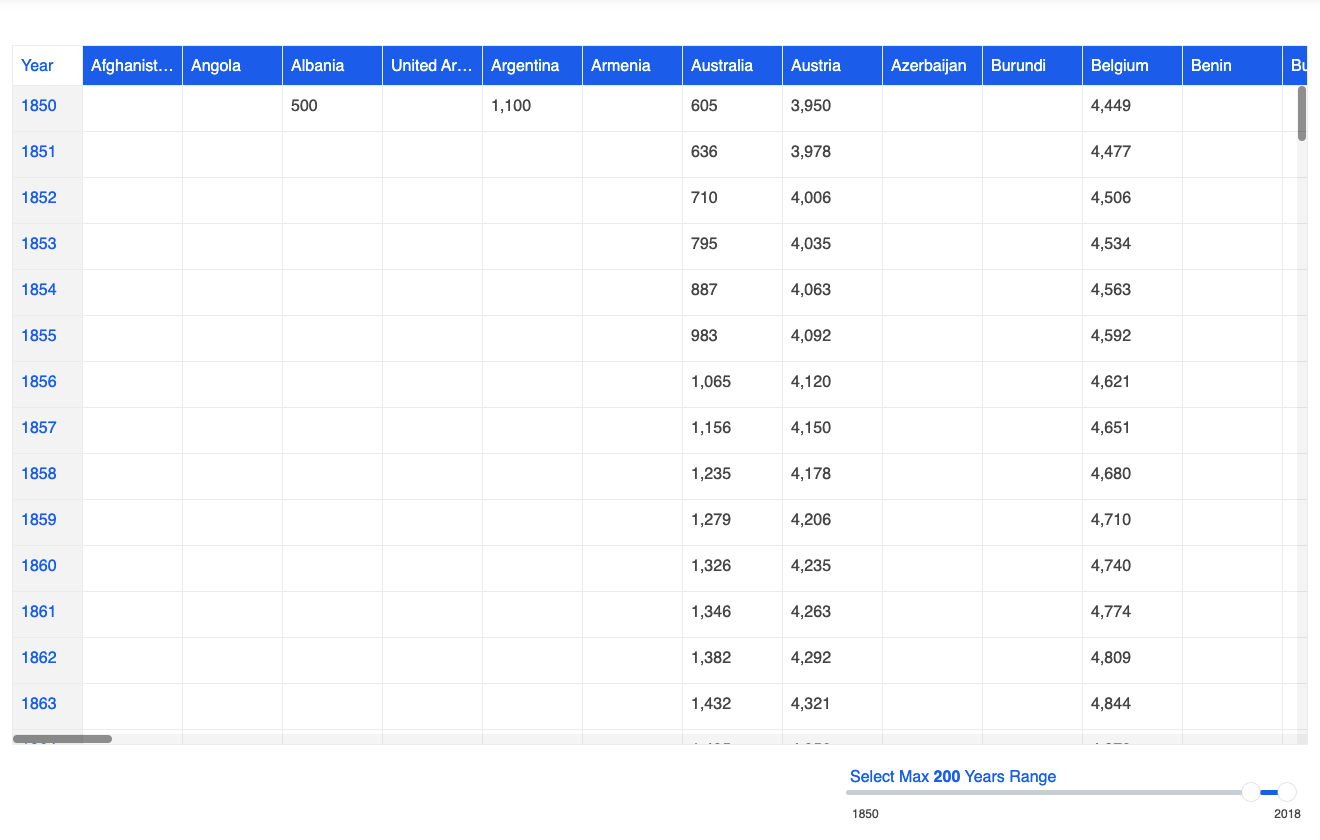 Year Afghanist... Angola Albania United Ar... Argentina Armenia Australia Austria Azerbaijan Burundi Belgium Benin
1850 500 1,100 605 3,950 4,449
1851 636 3,978 4,477
1852 710 4,006 4,506
1853 795 4,035 4,534
1854 887 4,063 4,563
1855 983 4,092 4,592
1856 1,065 4,120 4,621
1857 1,156 4,150 4,651
1858 1,235 4,178 4,680
1859 1,279 4,206 4,710
1860 1,326 4,235 4,740
1861 1,346 4,263 4,774
1862 1,382 4,292 4,809
1863 1,432 4,321 4,844
Select Max 200 Years Range
1850 2018